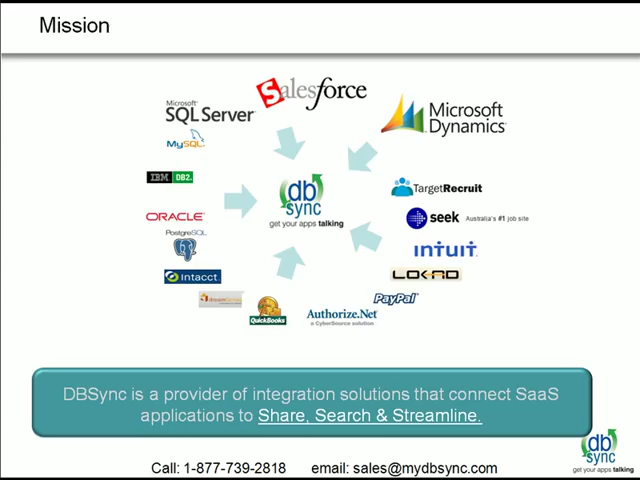 Mission
Salesforce
Microsoft
SQL Server
Microsoft
Dynamics
MySQL
IBM DB2.
TargetRecruit
db
sync
get your apps talking
ORACLE
seek Australia's #1 job site
PostgreSQL
INTUIT
Intacct.
LOKAD
PayPal
QuickBooks
Authorize.Net
a CyberSource solution
DBSync is a provider of integration solutions that connect SaaS
applications to Share, Search & Streamline.
db
sync
get your apps talking
Call: 1-877-739-2818 email: sales@mydbsync.com